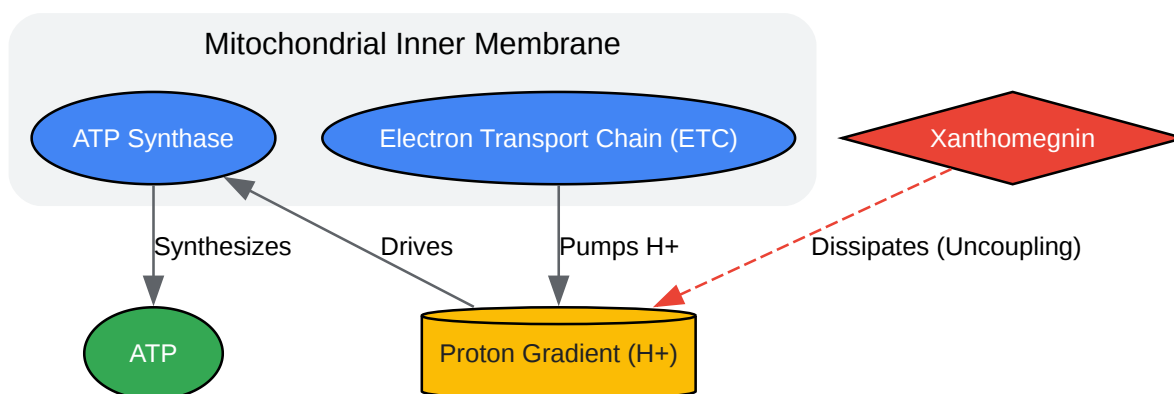 Mitochondrial Inner Membrane
ATP Synthase
Electron Transport Chain (ETC)
Xanthomegnin
Synthesizes
Drives
Pumps H+
Dissipates (Uncoupling)
ATP
Proton Gradient (H+)